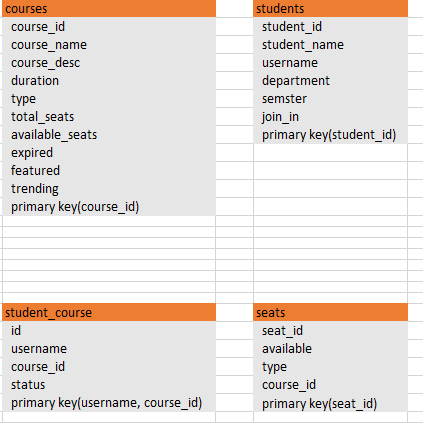 courses
course_id
course_name
course_desc
duration
type
total_seats
available_seats
expired
featured
trending
primary key(course_id)
students
student_id
student_name
username
department
semster
join_in
primary key(student_id)
student_course
id
username
course_id
status
primary key(username, course_id)
seats
seat_id
available
type
course_id
primary key(seat_id)